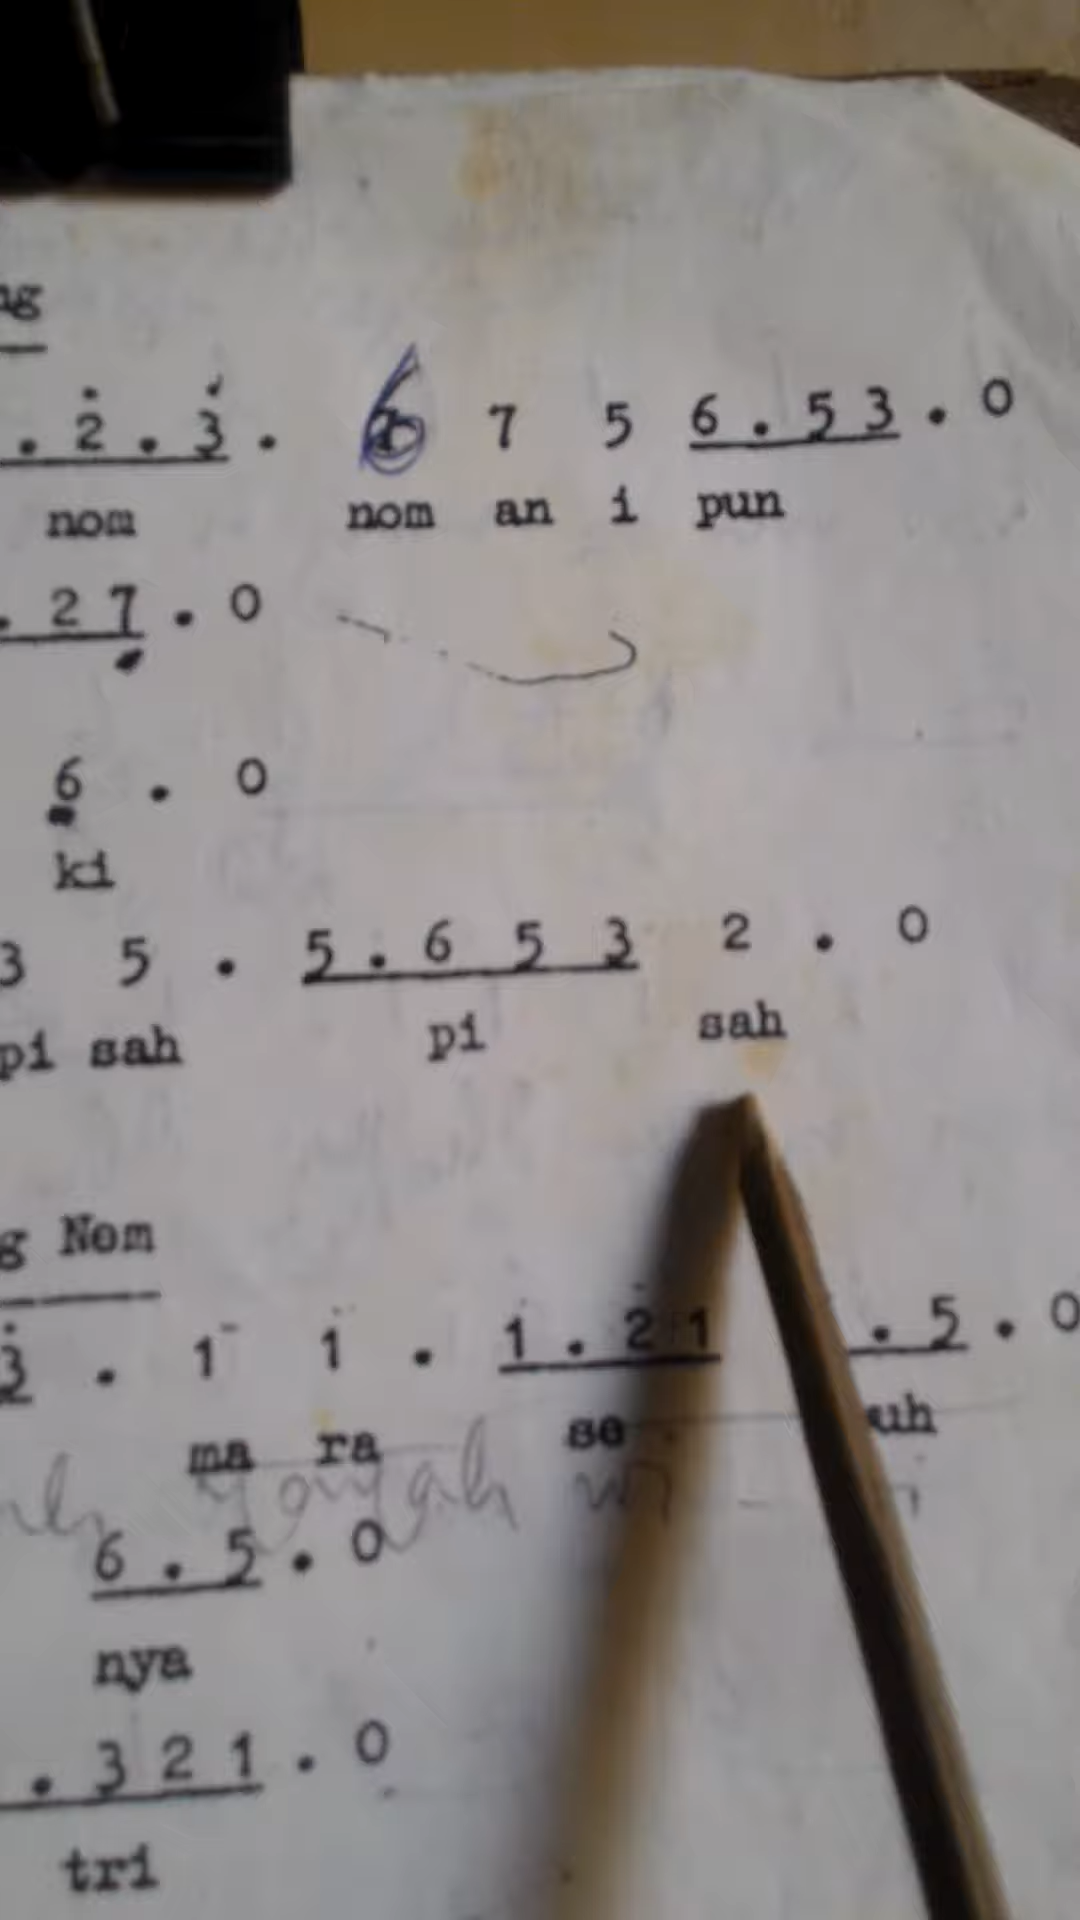 ng
. 2̇ . 3̇ . 6 7 5 6 . 5 3 . 0
nom nom an i pun
. 2 7̣ . 0
6̣ . 0
ki
3 5 . 5 . 6 5 3 2 . 0
pi sah pi sah
g Nom
3̇ . 1̇ 1̇ . 1̇ . 2̇ 1̇ . 5 . 0
ma ra se uh
6 . 5 . 0
nya
. 3 2 1 . 0
tri